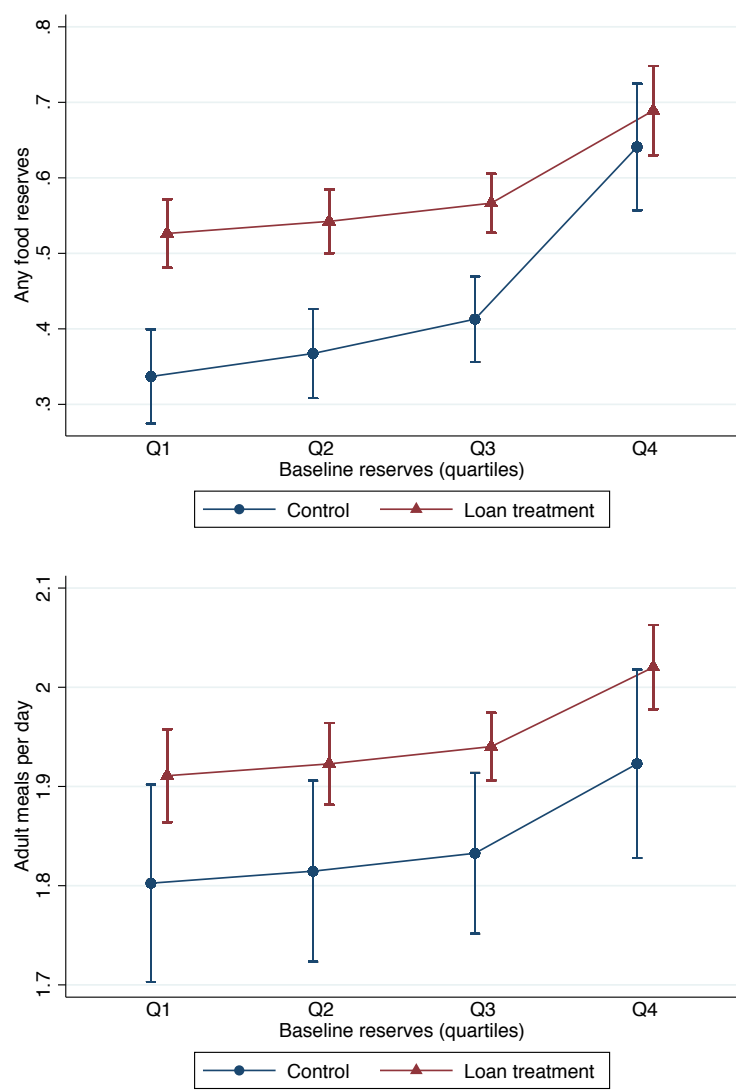 .8
.7
.6
.5
.4
.3
Any food reserves
Q1 Q2 Q3 Q4
Baseline reserves (quartiles)
Control Loan treatment
2.1
2
1.9
1.8
1.7
Adult meals per day
Q1 Q2 Q3 Q4
Baseline reserves (quartiles)
Control Loan treatment